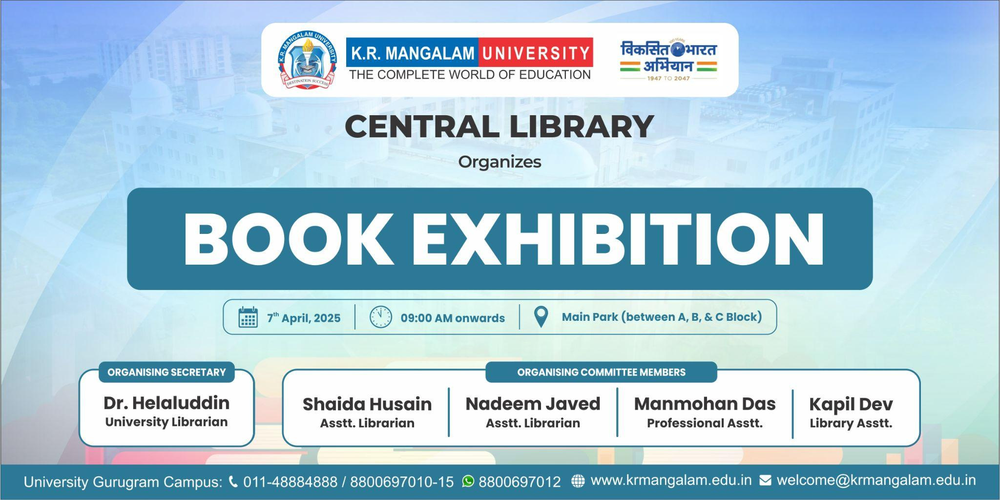 K.R. MANGALAM UNIVERSITY
DESTINATION SUCCESS
K.R. MANGALAM UNIVERSITY
THE COMPLETE WORLD OF EDUCATION
100 YEARS
विकसित भारत
अभियान
1947 TO 2047
CENTRAL LIBRARY
Organizes
BOOK EXHIBITION
7th April, 2025
09:00 AM onwards
Main Park (between A, B, & C Block)
ORGANISING SECRETARY
Dr. Helaluddin
University Librarian
ORGANISING COMMITTEE MEMBERS
Shaida Husain
Asstt. Librarian
Nadeem Javed
Asstt. Librarian
Manmohan Das
Professional Asstt.
Kapil Dev
Library Asstt.
University Gurugram Campus: 011-48884888 / 8800697010-15 8800697012 www.krmangalam.edu.in welcome@krmangalam.edu.in